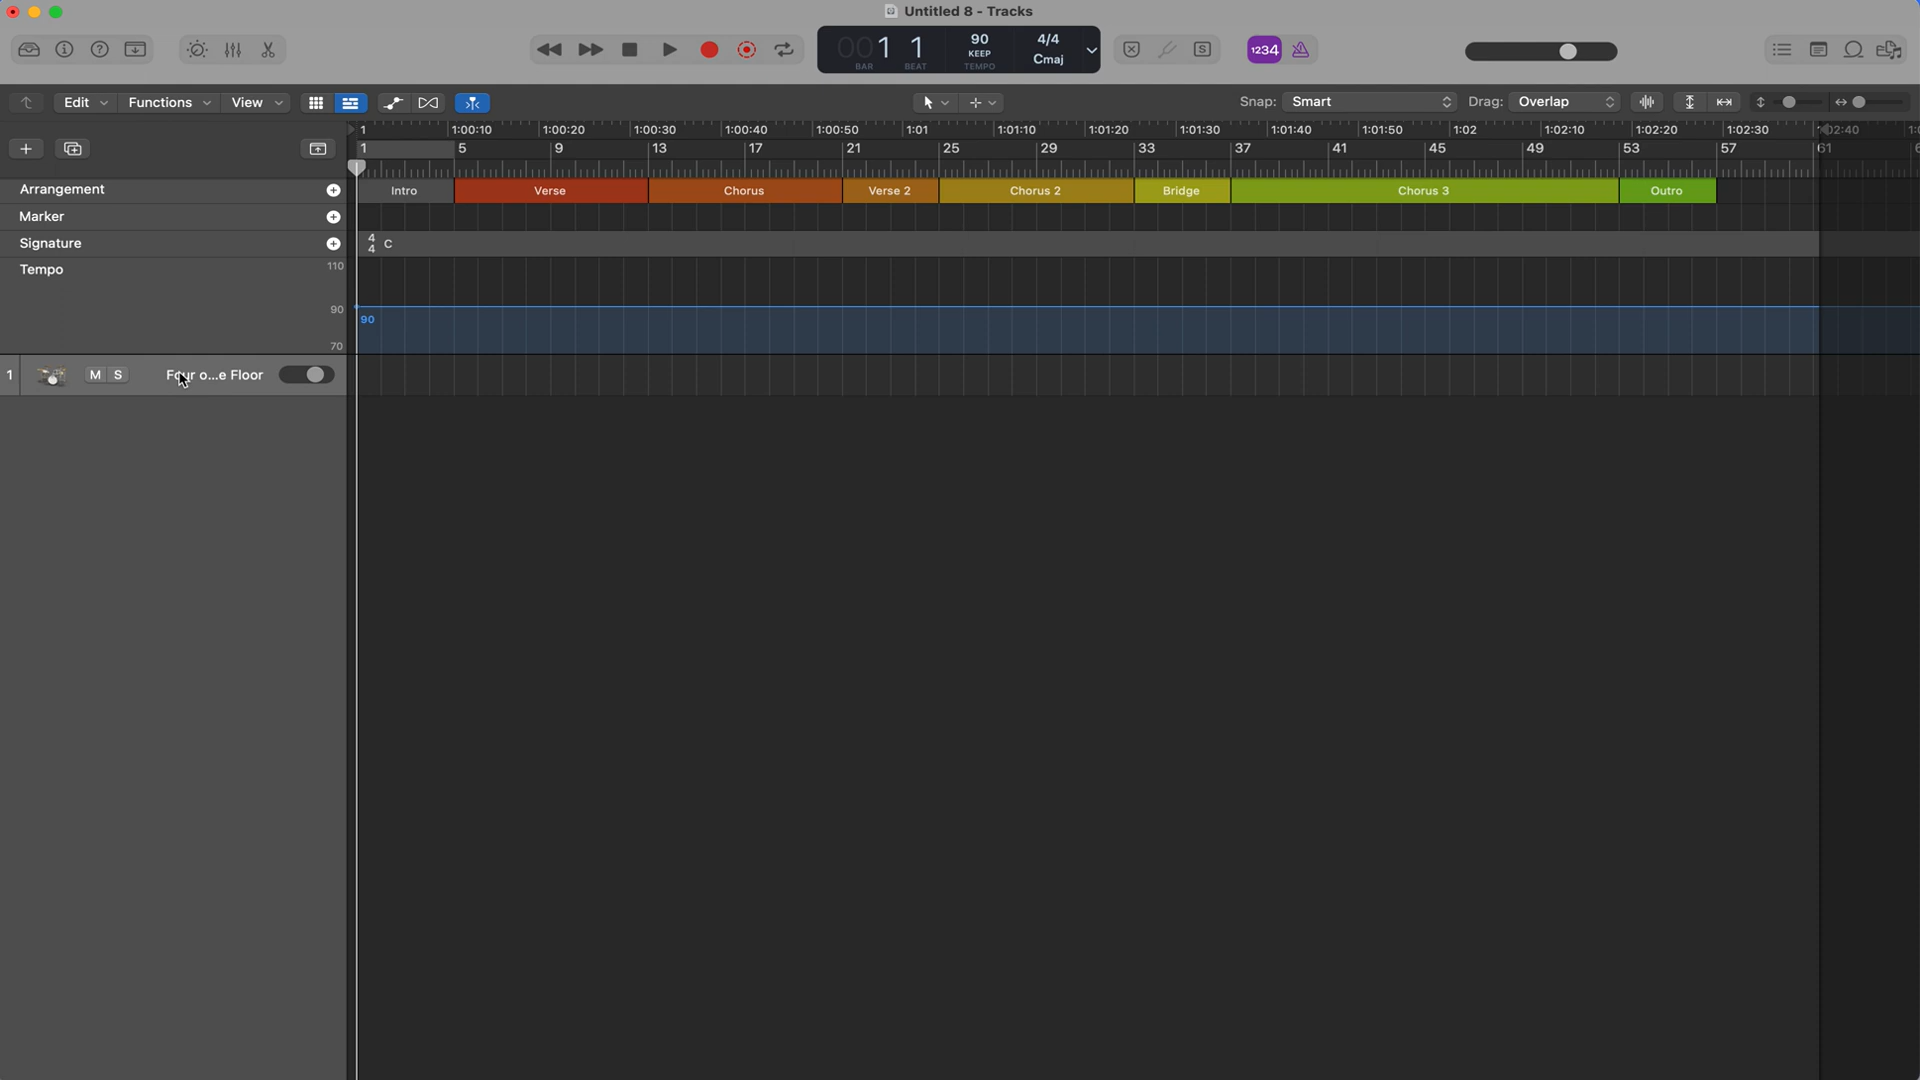 Untitled 8 - Tracks
001 1
BAR BEAT
90
KEEP
TEMPO
4/4
Cmaj
S
1234
Edit Functions View
Snap: Smart Drag: Overlap
1 1:00:10 1:00:20 1:00:30 1:00:40 1:00:50 1:01 1:01:10 1:01:20 1:01:30 1:01:40 1:01:50 1:02 1:02:10 1:02:20 1:02:30
1 5 9 13 17 21 25 29 33 37 41 45 49 53 57 61
Arrangement Intro Verse Chorus Verse 2 Chorus 2 Bridge Chorus 3 Outro
Marker
Signature 4/4 C
Tempo 110
90
90
70
1 M S Four o...e Floor